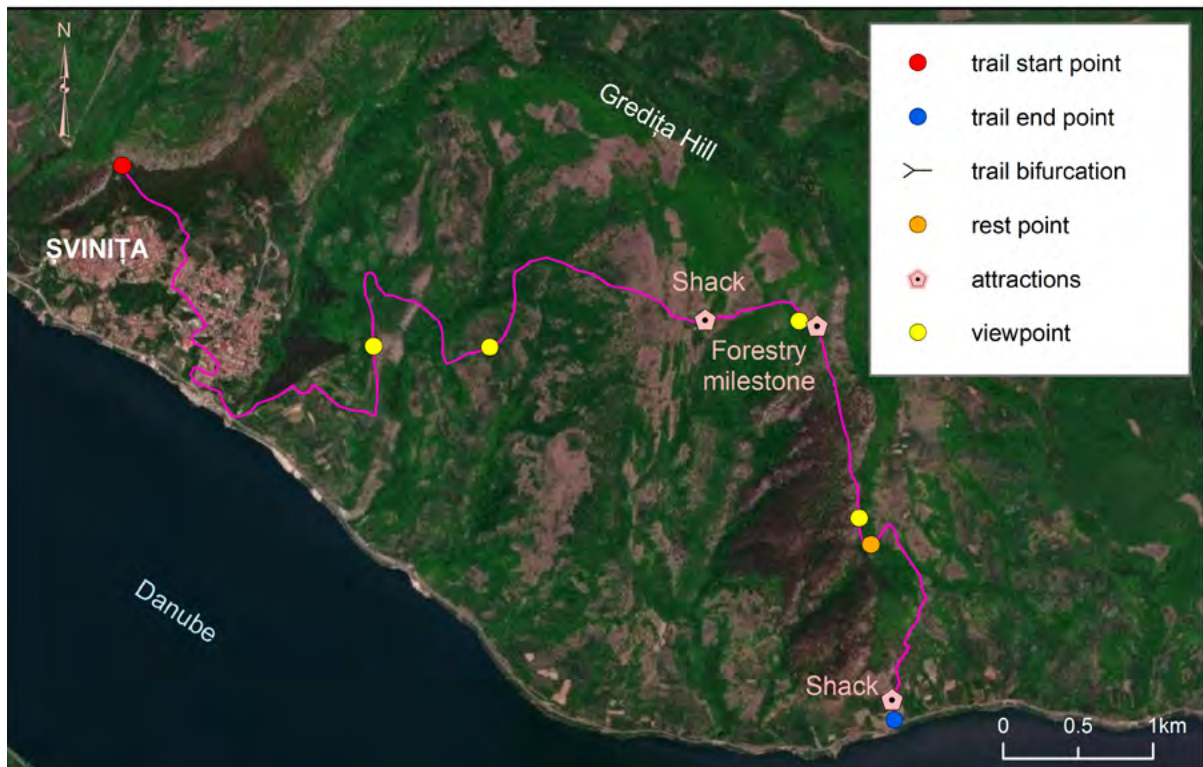 N
Gredița Hill
ȘVINIȚA
Shack
Forestry
milestone
Danube
Shack
trail start point
trail end point
trail bifurcation
rest point
attractions
viewpoint
0 0.5 1km